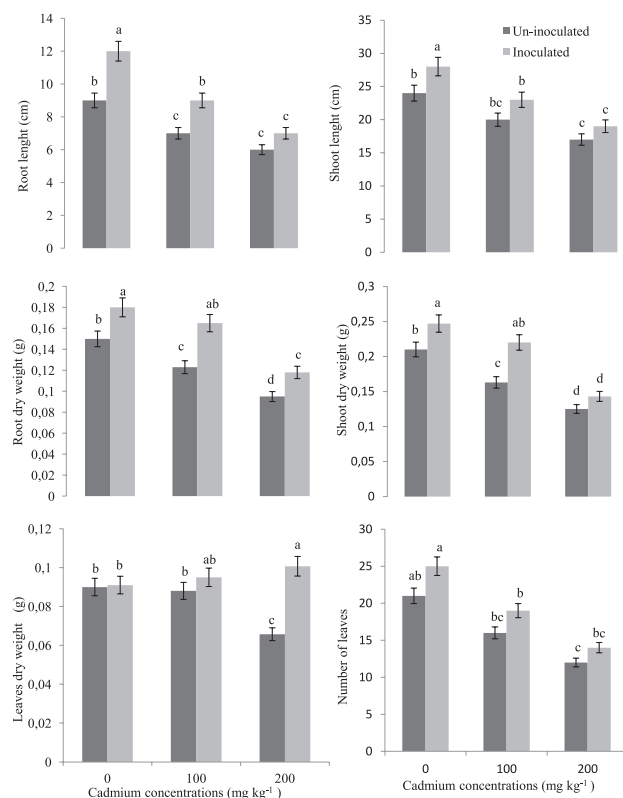 14
12
10
8
6
4
2
0
Root lenght (cm)
a
b
b
c
c
c
35
30
25
20
15
10
5
0
Shoot lenght (cm)
Un-inoculated
Inoculated
a
b
bc
b
c
c
0,2
0,18
0,16
0,14
0,12
0,1
0,08
0,06
0,04
0,02
0
Root dry weight (g)
b
a
c
ab
d
c
0,3
0,25
0,2
0,15
0,1
0,05
0
Shoot dry weight (g)
b
a
c
ab
d
d
0,12
0,1
0,08
0,06
0,04
0,02
0
Leaves dry weight (g)
b
b
b
ab
c
a
0
100
200
Cadmium concentrations (mg kg-1 )
30
25
20
15
10
5
0
Number of leaves
ab
a
bc
b
c
bc
0
100
200
Cadmium concentrations (mg kg-1 )